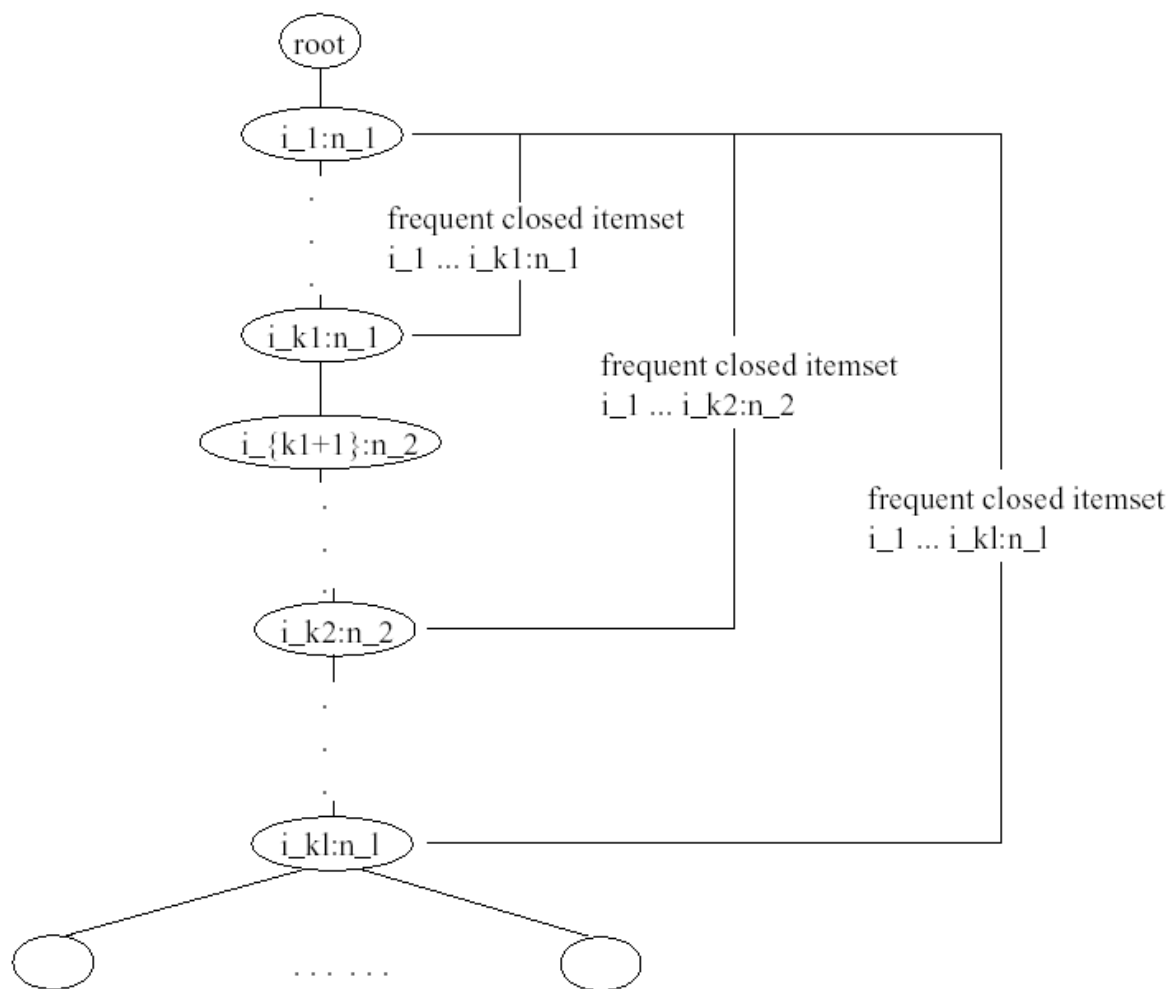 root
i_1:n_1
frequent closed itemset
i_1 ... i_k1:n_1
i_k1:n_1
frequent closed itemset
i_1 ... i_k2:n_2
i_{k1+1}:n_2
frequent closed itemset
i_1 ... i_kl:n_l
i_k2:n_2
i_kl:n_l
. . . . . .